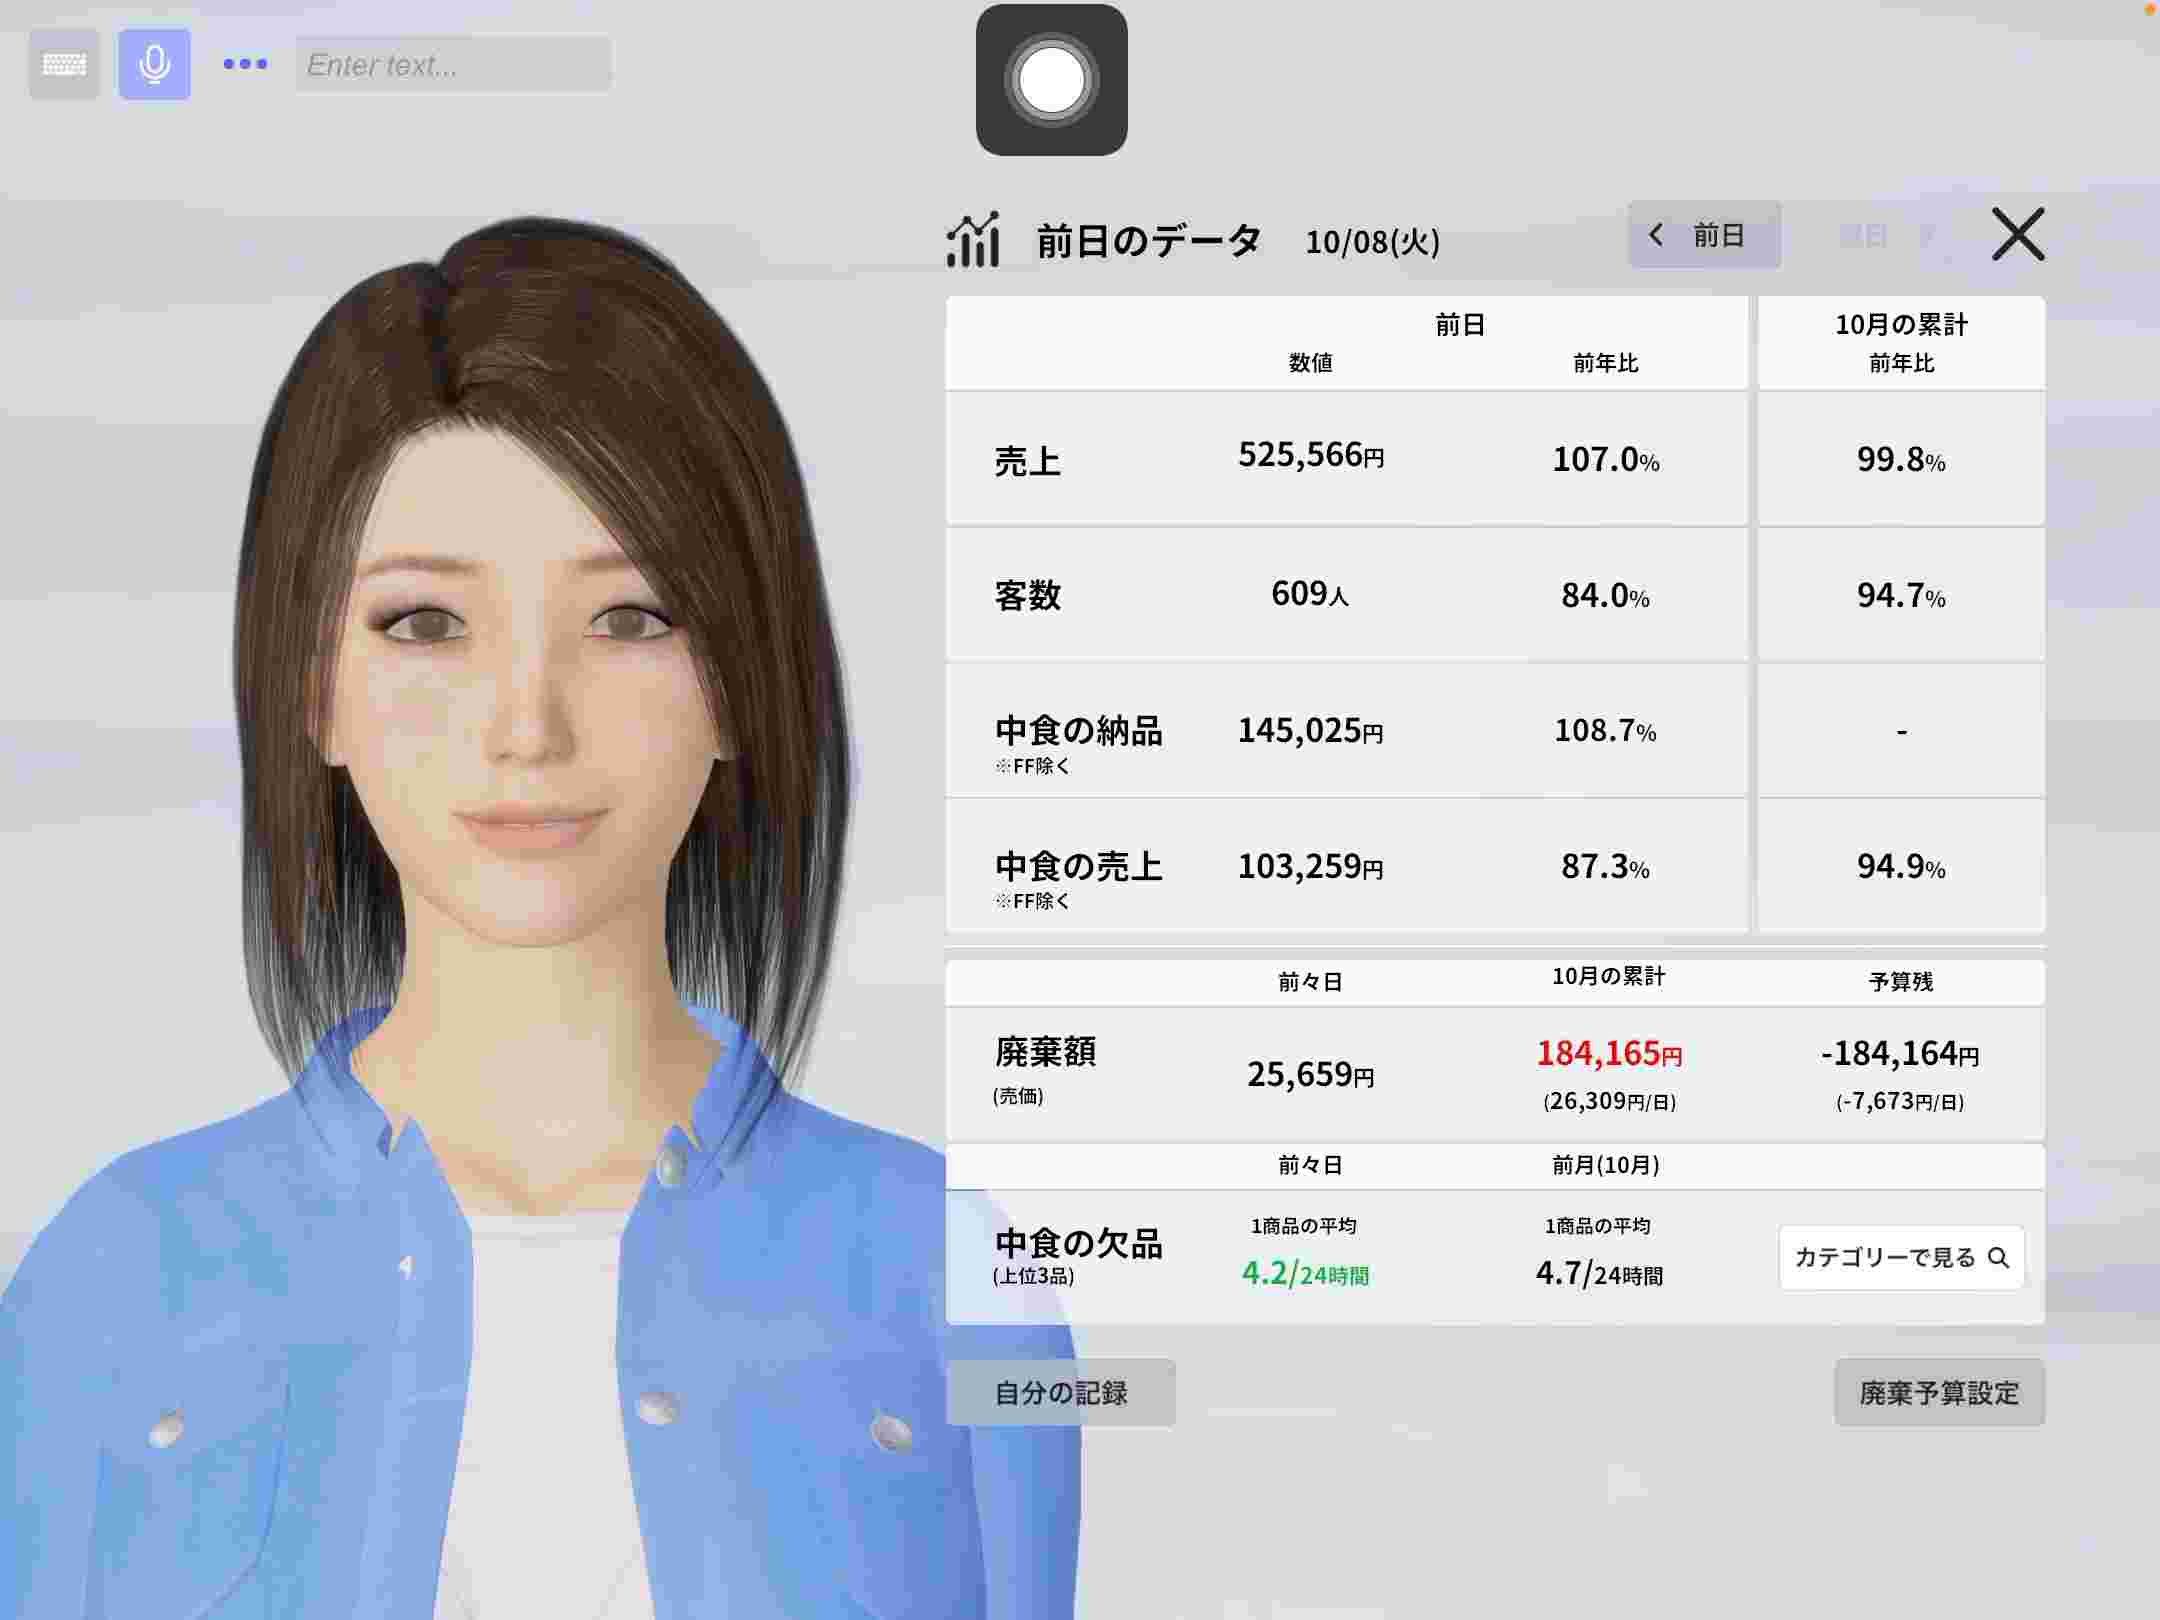 Enter text...
前日のデータ 10/08(火)
前日
前日
10月の累計
数値 前年比 前年比
売上 525,566円 107.0% 99.8%
客数 609人 84.0% 94.7%
中食の納品 145,025円 108.7% -
※FF除く
中食の売上 103,259円 87.3% 94.9%
※FF除く
前々日 10月の累計 予算残
廃棄額 25,659円 184,165円 -184,164円
(売価) (26,309円/日) (-7,673円/日)
前々日 前月(10月)
1商品の平均 1商品の平均
中食の欠品 4.2/24時間 4.7/24時間
(上位3品)
カテゴリーで見る
自分の記録 廃棄予算設定
4